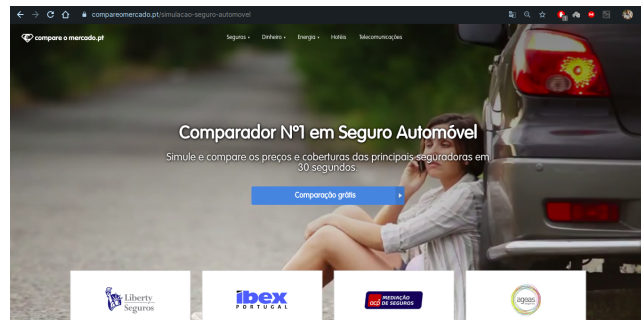 compareomercado.pt/simulacao-seguro-automovel
compare o mercado.pt
Seguros
Dinheiro
Energia
Hotéis
Telecomunicações
Comparador Nº1 em Seguro Automóvel
Simule e compare os preços e coberturas das principais seguradoras em
30 segundos.
Comparação grátis
Liberty
Seguros
ibex
PORTUGAL
MEDIAÇÃO
DE SEGUROS
ageas